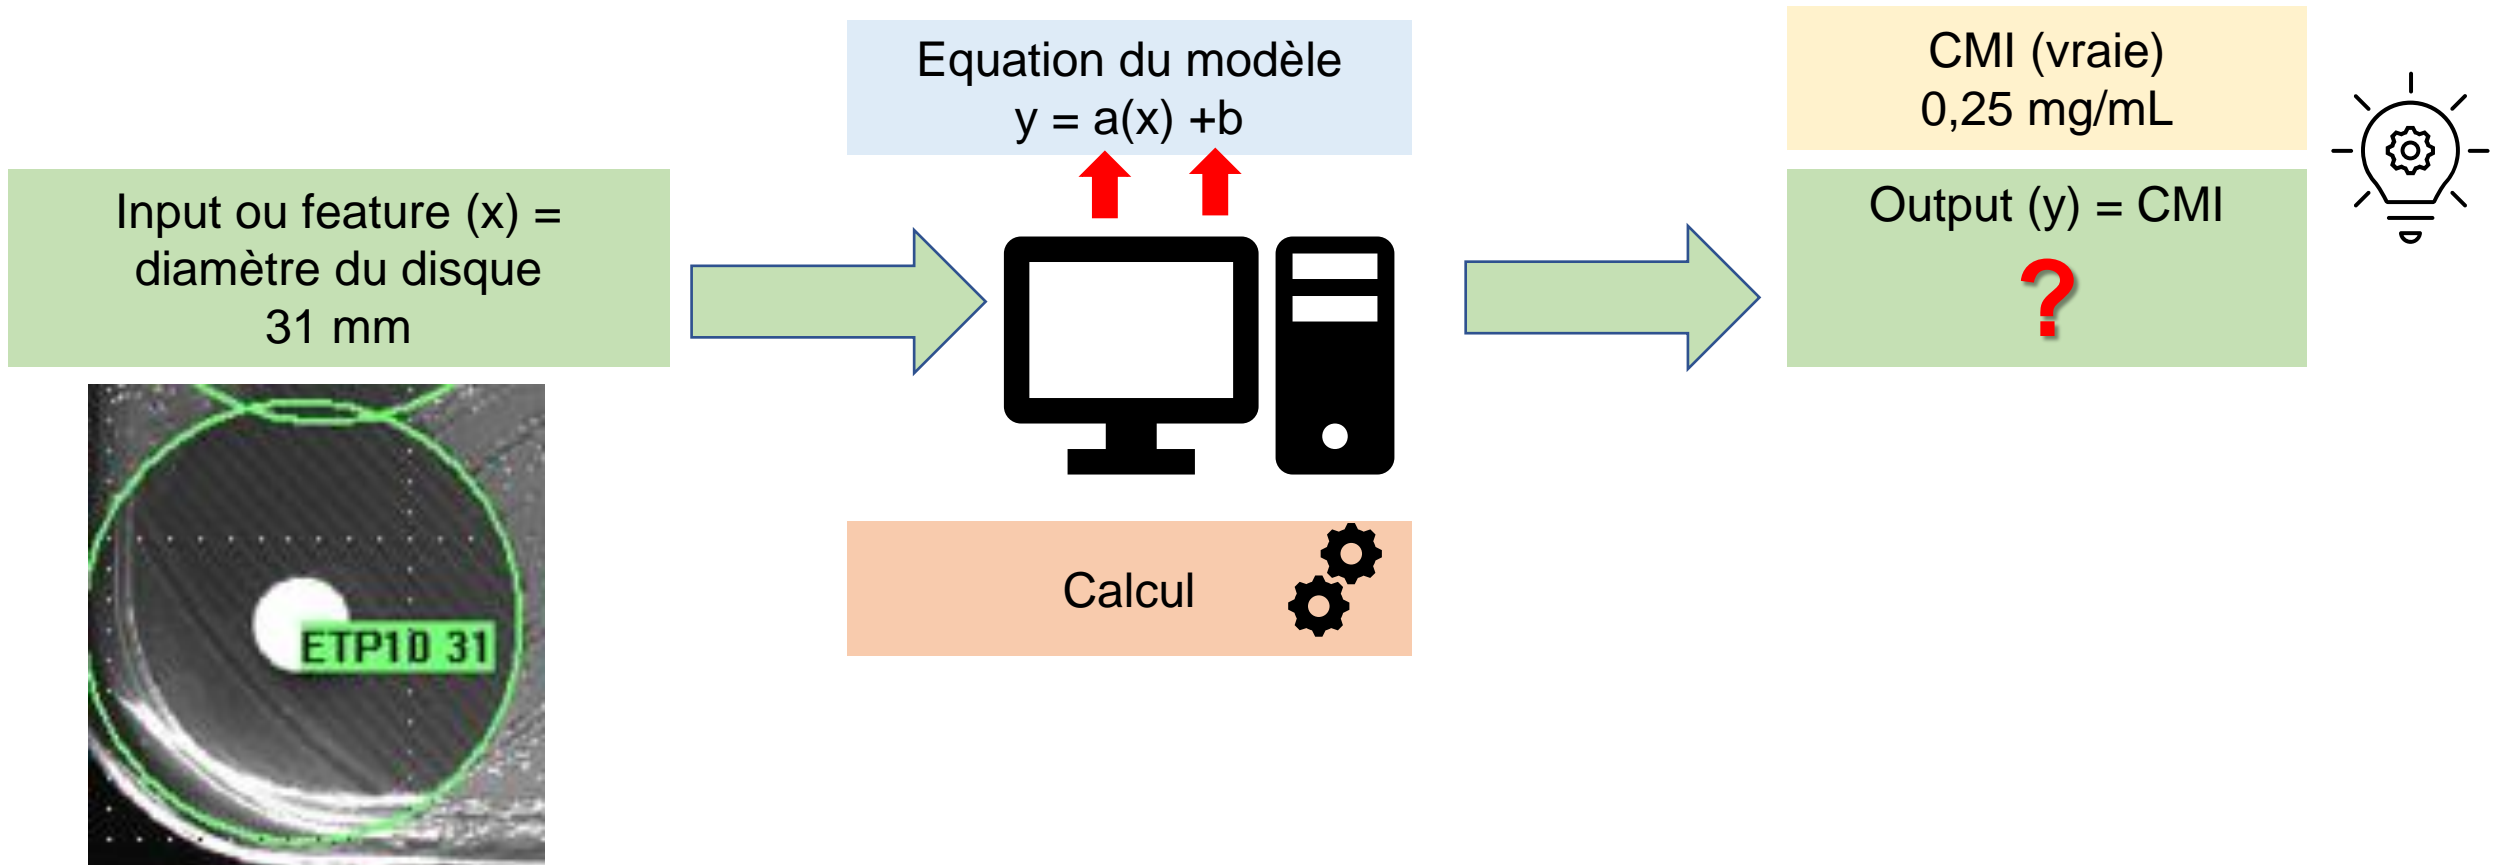 Equation du modèle
y = a(x) +b
CMI (vraie)
0,25 mg/mL
Input ou feature (x) =
diamètre du disque
31 mm
Output (y) = CMI
?
ETP10 31
Calcul